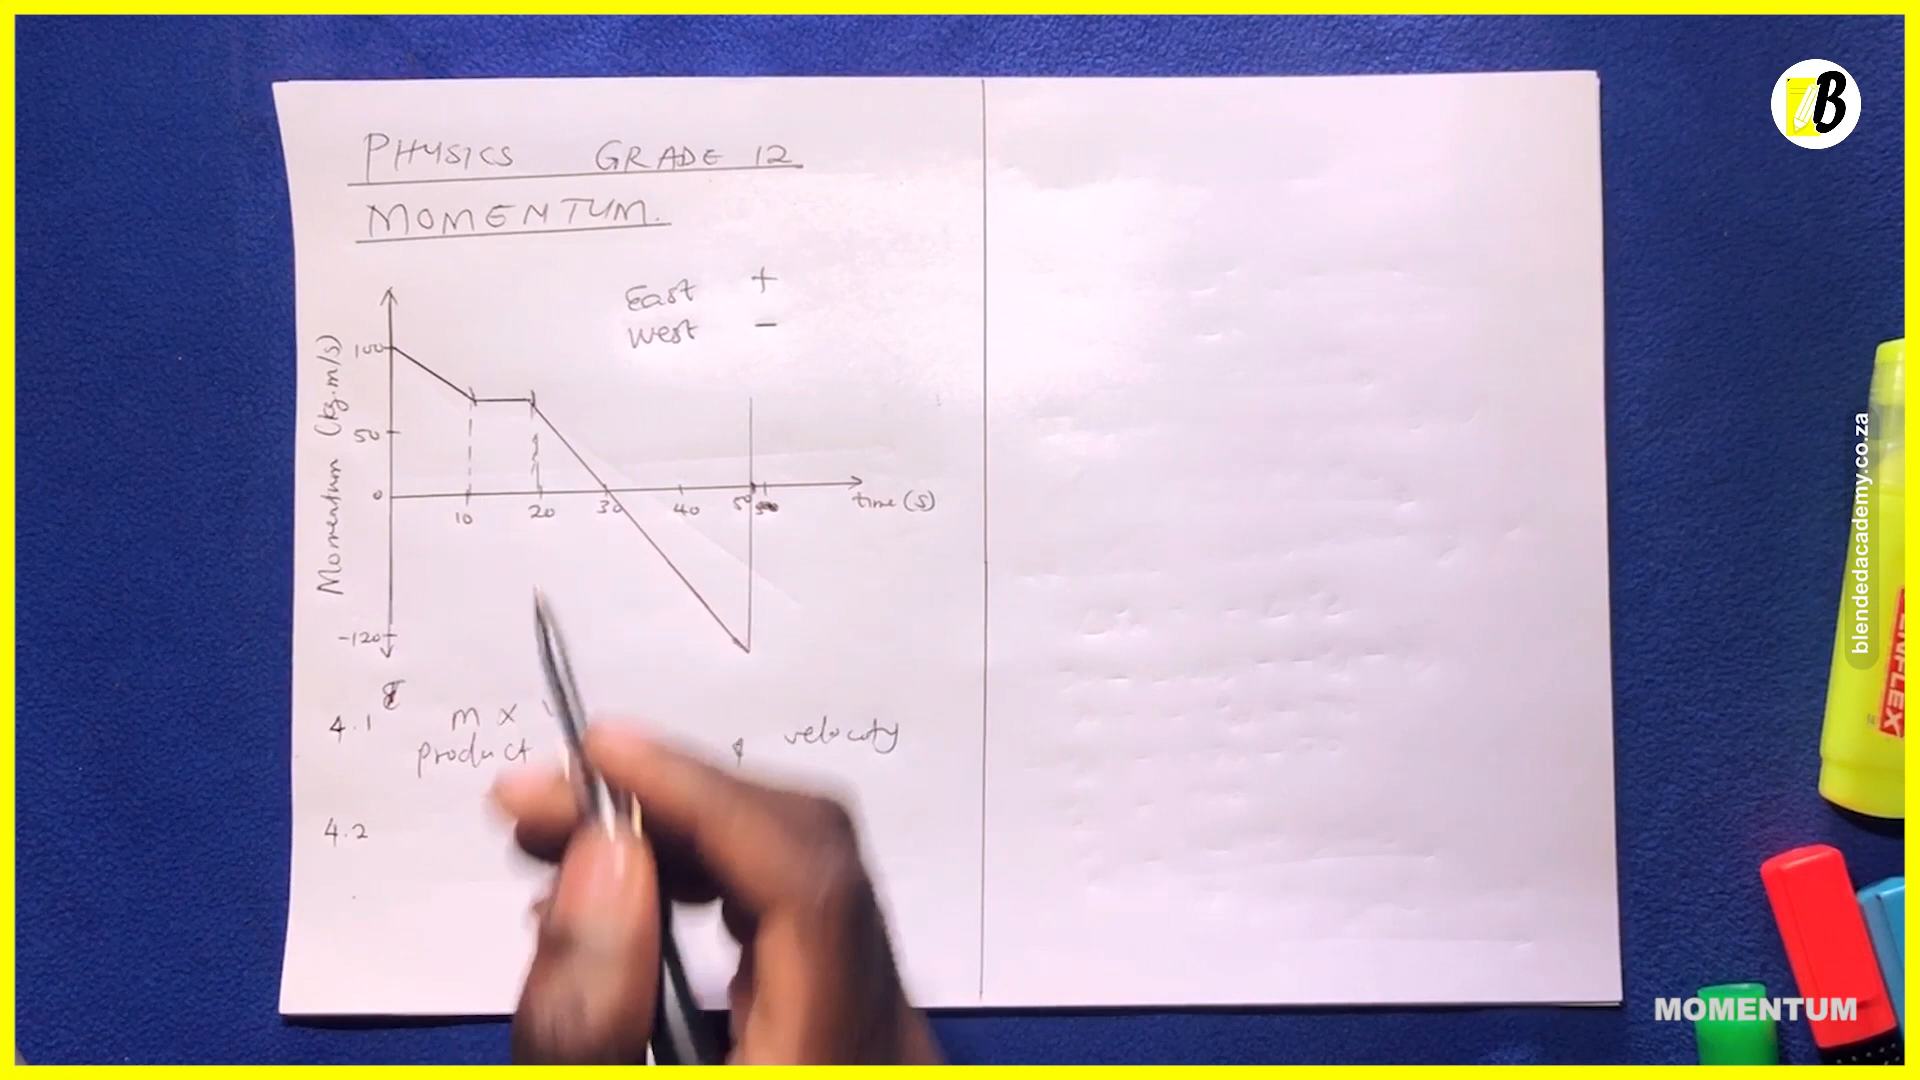 PHYSICS GRADE 12
MOMENTUM.
East +
West -
Momentum (kg.m/s)
100
50
0
-120
10 20 30 40 50
time (s)
4.1
m x
product
velocity
4.2
B
blendedacademy.co.za
PENFLEX
MOMENTUM